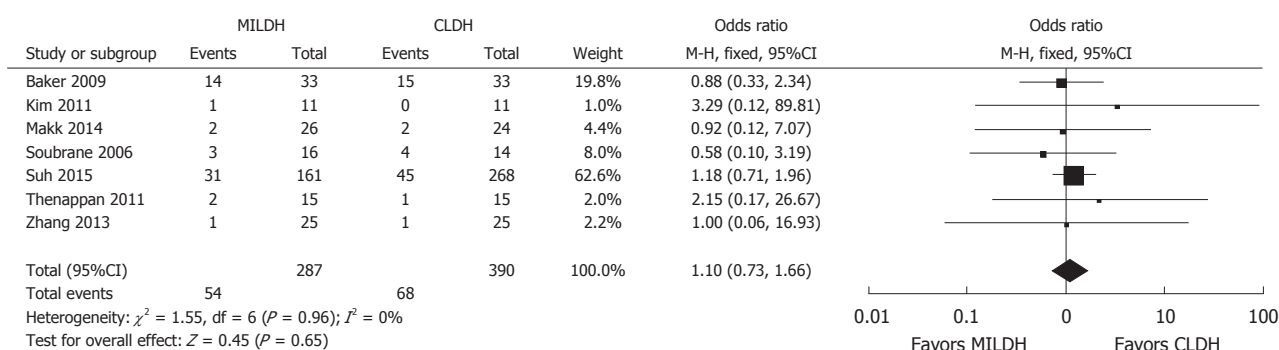 MILDH CLDH Odds ratio Odds ratio
Study or subgroup Events Total Events Total Weight M-H, fixed, 95%CI M-H, fixed, 95%CI
Baker 2009 14 33 15 33 19.8% 0.88 (0.33, 2.34)
Kim 2011 1 11 0 11 1.0% 3.29 (0.12, 89.81)
Makk 2014 2 26 2 24 4.4% 0.92 (0.12, 7.07)
Soubrane 2006 3 16 4 14 8.0% 0.58 (0.10, 3.19)
Suh 2015 31 161 45 268 62.6% 1.18 (0.71, 1.96)
Thenappan 2011 2 15 1 15 2.0% 2.15 (0.17, 26.67)
Zhang 2013 1 25 1 25 2.2% 1.00 (0.06, 16.93)
Total (95%CI) 287 390 100.0% 1.10 (0.73, 1.66)
Total events 54 68
Heterogeneity: χ² = 1.55, df = 6 (P = 0.96); I² = 0%
0.01 0.1 0 10 100
Test for overall effect: Z = 0.45 (P = 0.65)
Favors MILDH Favors CLDH